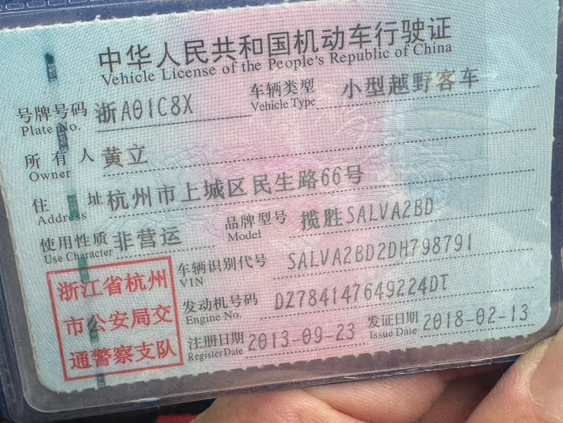 中华人民共和国机动车行驶证
Vehicle License of the People's Republic of China
号牌号码 浙A01C8X 车辆类型 小型越野客车
Plate No. Vehicle Type
所有人 黄立
Owner
住址 杭州市上城区民生路66号
Address
使用性质 非营运 品牌型号 揽胜SALVA2BD
Use Character Model
浙江省杭州
市公安局交
通警察支队
车辆识别代号 SALVA2BD2DH798791
VIN
发动机号码 DZ784147649224DT
Engine No.
注册日期 2013-09-23 发证日期 2018-02-13
Register Date Issue Date